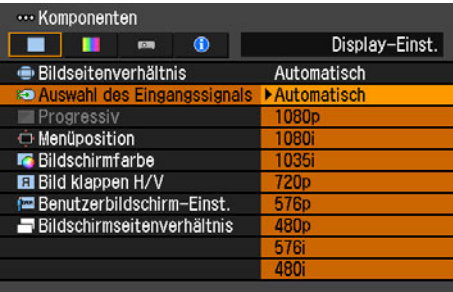 Komponenten
Display-Einst.
Bildseitenverhältnis Automatisch
Auswahl des Eingangssignals Automatisch
Progressiv 1080p
Menüposition 1080i
Bildschirmfarbe 1035i
Bild klappen H/V 720p
Benutzerbildschirm-Einst. 576p
Bildschirmseitenverhältnis 480p
576i
480i